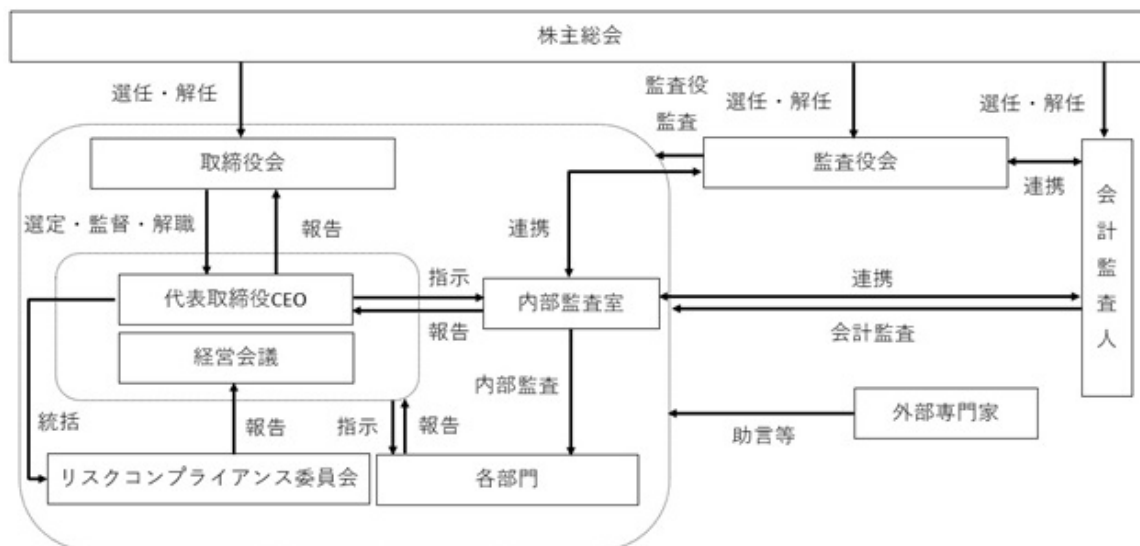 株主総会
選任・解任
監査役
監査
選任・解任
選任・解任
取締役会
監査役会
連携
会計監査人
選定・監督・解職
報告
連携
代表取締役CEO
指示
報告
内部監査室
連携
会計監査
経営会議
内部監査
統括
報告
指示
報告
助言等
外部専門家
リスクコンプライアンス委員会
各部門